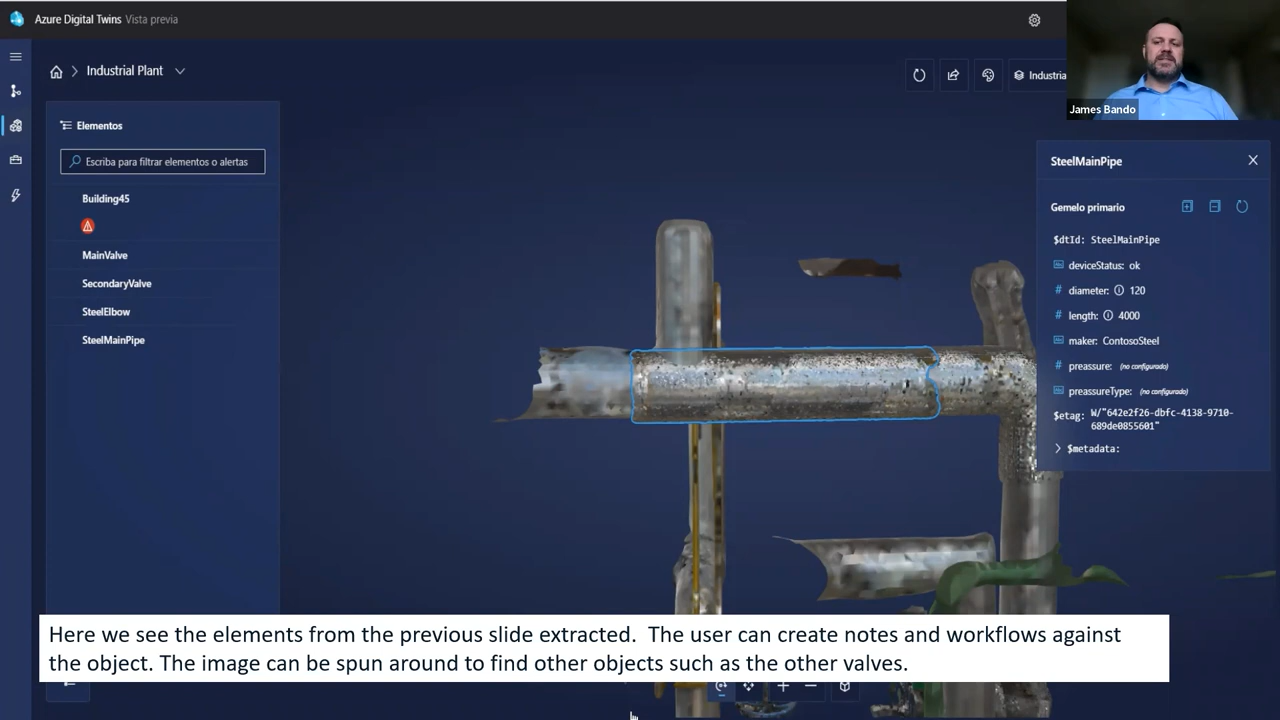 Azure Digital Twins Vista previa
Industrial Plant
Industria
James Bando
Elementos
Escriba para filtrar elementos o alertas
Building45
MainValve
SecondaryValve
SteelElbow
SteelMainPipe
SteelMainPipe
Gemelo primario
$dtId: SteelMainPipe
deviceStatus: ok
# diameter: 120
# length: 4000
maker: ContosoSteel
# preassure: (no configurado)
preassureType: (no configurado)
$etag: W/"642e2f26-dbfc-4138-9710-
689de0855601"
$metadata:
Here we see the elements from the previous slide extracted. The user can create notes and workflows against
the object. The image can be spun around to find other objects such as the other valves.